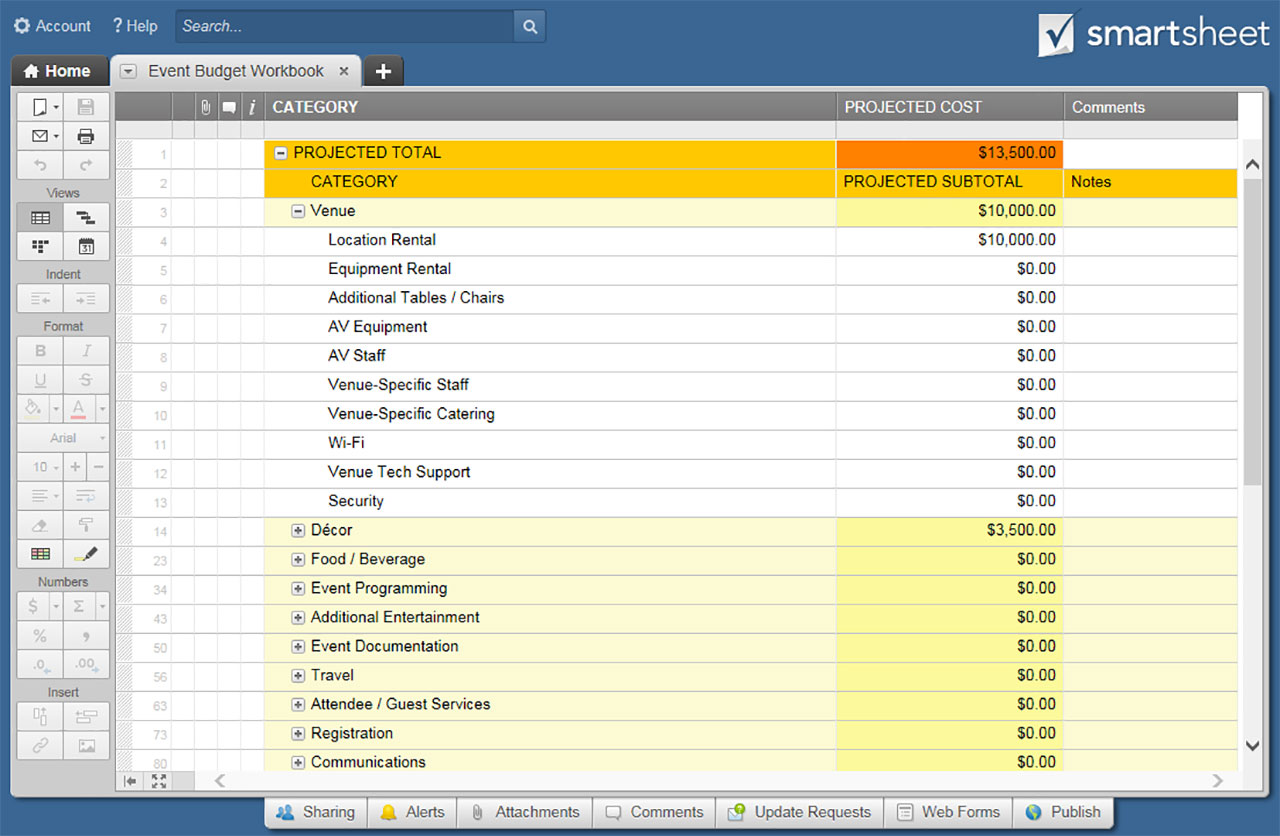 Account ? Help Search... smartsheet
Home Event Budget Workbook × +
i CATEGORY PROJECTED COST Comments
1 PROJECTED TOTAL $13,500.00
2 CATEGORY PROJECTED SUBTOTAL Notes
3 Venue $10,000.00
4 Location Rental $10,000.00
5 Equipment Rental $0.00
6 Additional Tables / Chairs $0.00
7 AV Equipment $0.00
8 AV Staff $0.00
9 Venue-Specific Staff $0.00
10 Venue-Specific Catering $0.00
11 Wi-Fi $0.00
12 Venue Tech Support $0.00
13 Security $0.00
14 Décor $3,500.00
23 Food / Beverage $0.00
34 Event Programming $0.00
43 Additional Entertainment $0.00
50 Event Documentation $0.00
56 Travel $0.00
63 Attendee / Guest Services $0.00
73 Registration $0.00
80 Communications $0.00
Views
31
Indent
Format
B I
U S
A
Arial
10 + −
Numbers
$ Σ
% ,
.0 .00
Insert
Sharing Alerts Attachments Comments Update Requests Web Forms Publish